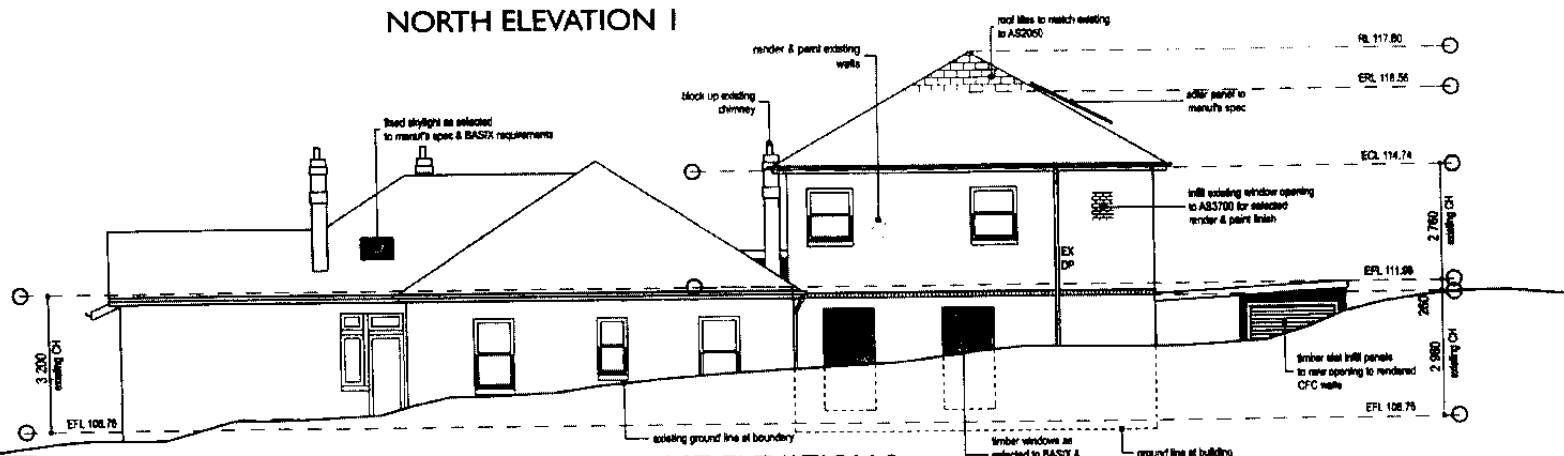 NORTH ELEVATION 1
roof tiles to match existing
to AS2050
render & paint existing
walls
block up existing
chimney
fixed skylight as selected
to manuf's spec & BASIX requirements
solar panel to
manuf's spec
infill existing window opening
to AS3700 for selected
render & paint finish
RL 117.80
ERL 118.56
ECL 114.74
2 760
existing CH
EFL 111.98
260
2 980
existing CH
EFL 108.75
EX
DP
timber slat infill panels
to new opening to rendered
CFC walls
3 200
existing CH
EFL 108.76
existing ground line at boundary
timber windows as
selected to BASIX &
ground line at building